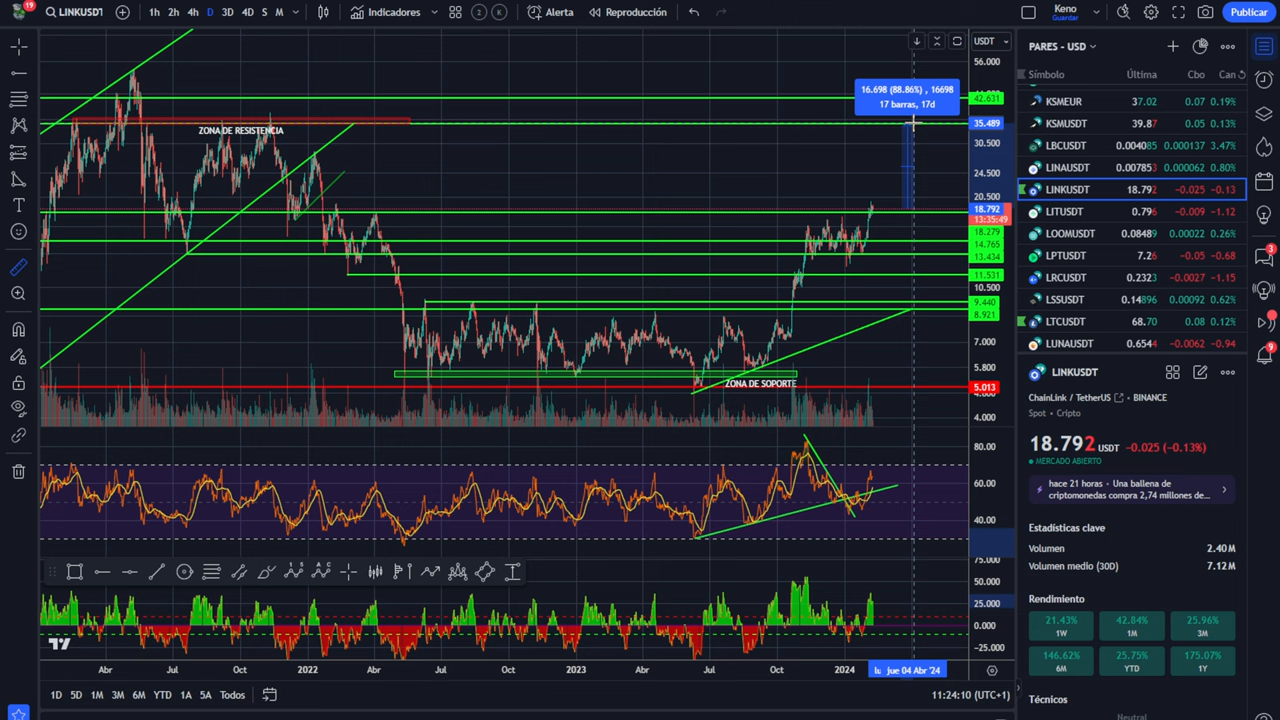 19
LINKUSDT
1h 2h 4h D 3D 4D S M
Indicadores
2 K
Alerta
Reproducción
Keno
Guardar
Publicar
USDT
56.000
42.631
35.489
30.500
24.500
20.500
18.792
13:35:49
18.279
14.765
13.434
11.531
10.500
9.440
8.921
7.000
5.800
5.013
4.000
16.698 (88.86%) , 16698
17 barras, 17d
ZONA DE RESISTENCIA
ZONA DE SOPORTE
80.00
60.00
40.00
75.000
50.000
25.000
0.000
−25.000
Abr Jul Oct 2022 Abr Jul Oct 2023 Abr Jul Oct 2024
jue 04 Abr '24
1D 5D 1M 3M 6M YTD 1A 5A Todos
11:24:10 (UTC+1)
PARES - USD
Símbolo Última Cbo Can
KSMEUR 37.02 0.07 0.19%
KSMUSDT 39.87 0.05 0.13%
LBCUSDT 0.004085 0.000137 3.47%
LINAUSDT 0.007853 0.000062 0.80%
LINKUSDT 18.792 −0.025 −0.13
LITUSDT 0.796 −0.009 −1.12
LOOMUSDT 0.08489 0.00022 0.26%
LPTUSDT 7.26 −0.05 −0.68
LRCUSDT 0.2323 −0.0027 −1.15
LSSUSDT 0.14896 0.00092 0.62%
LTCUSDT 68.70 0.08 0.12%
LUNAUSDT 0.6544 −0.0062 −0.94
LINKUSDT
ChainLink / TetherUS • BINANCE
Spot • Cripto
18.792 USDT −0.025 (−0.13%)
MERCADO ABIERTO
hace 21 horas • Una ballena de
criptomonedas compra 2,74 millones de...
Estadísticas clave
Volumen 2.40M
Volumen medio (30D) 7.12M
Rendimiento
21.43% 42.84% 25.96%
1W 1M 3M
146.62% 25.75% 175.07%
6M YTD 1Y
Técnicos
Neutral
3
9